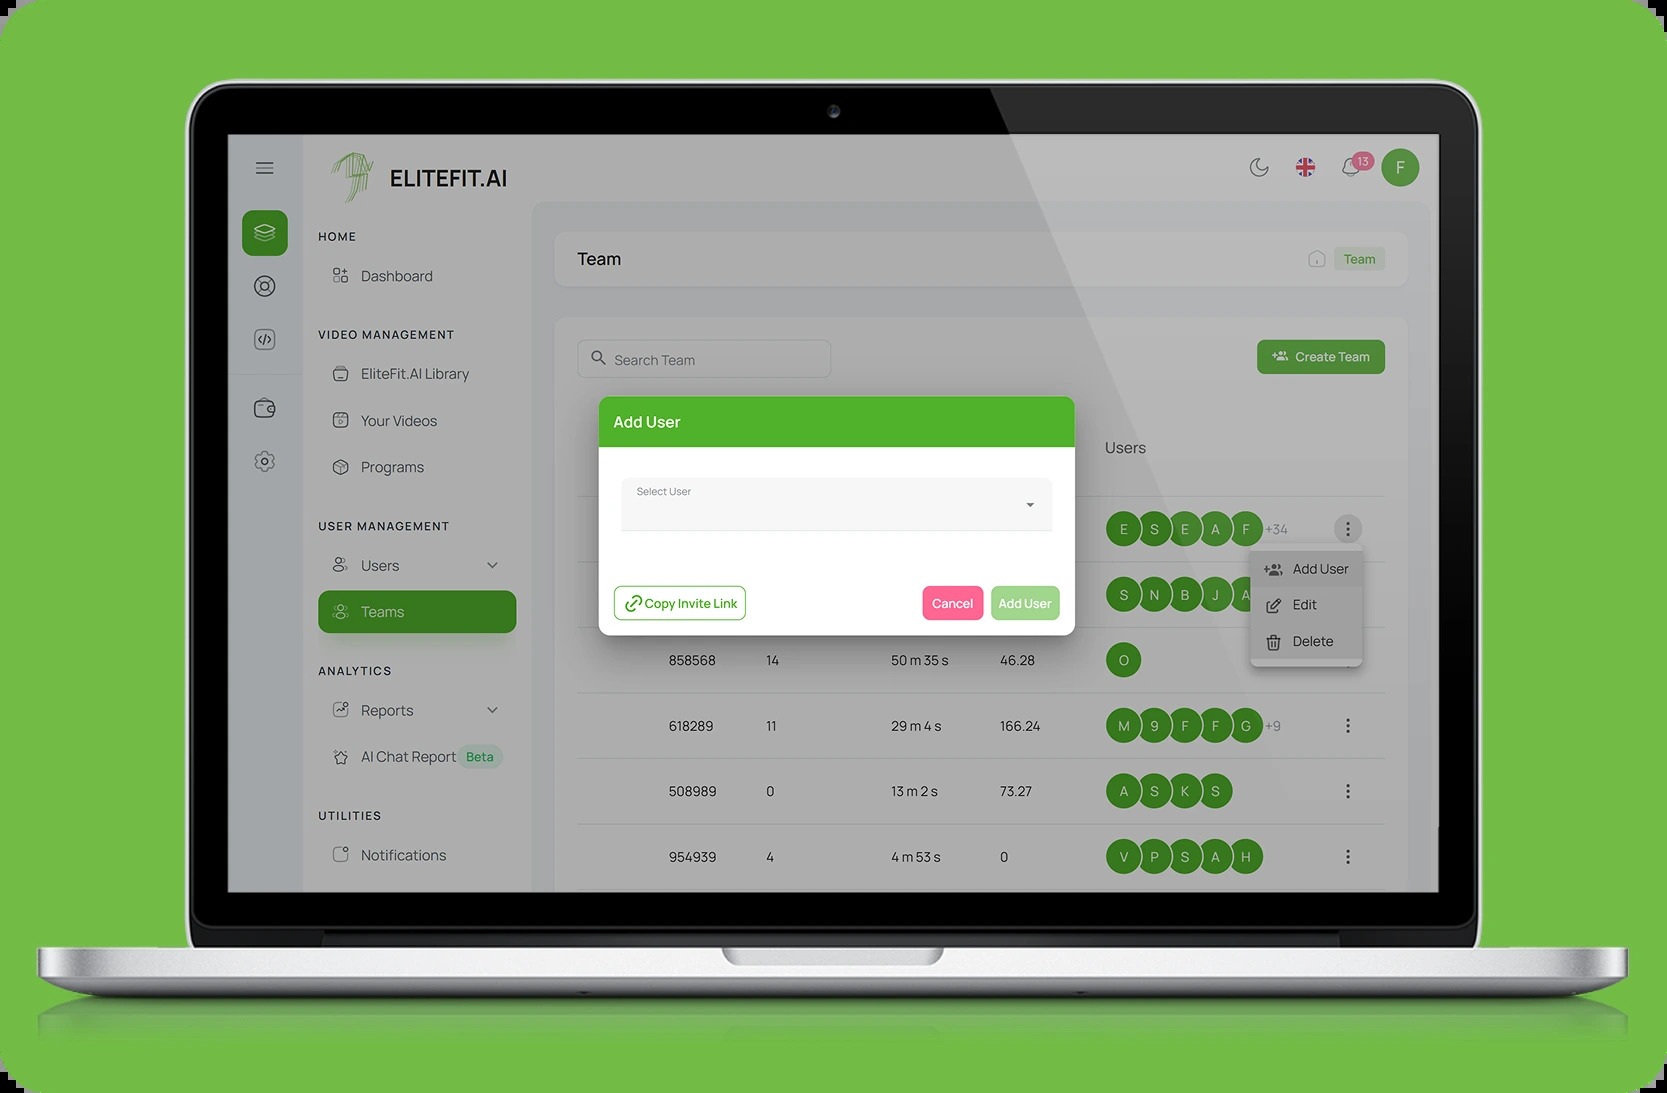 ELITEFIT.AI
13
F
HOME
Dashboard
VIDEO MANAGEMENT
EliteFit.AI Library
Your Videos
Programs
USER MANAGEMENT
Users
Teams
ANALYTICS
Reports
AI Chat Report Beta
UTILITIES
Notifications
Team
Team
Search Team
Create Team
Users
E S E A F +34
S N B J A
Add User
Edit
Delete
Add User
Select User
Copy Invite Link
Cancel
Add User
858568 14 50 m 35 s 46.28 O
618289 11 29 m 4 s 166.24 M 9 F F G +9
508989 0 13 m 2 s 73.27 A S K S
954939 4 4 m 53 s 0 V P S A H